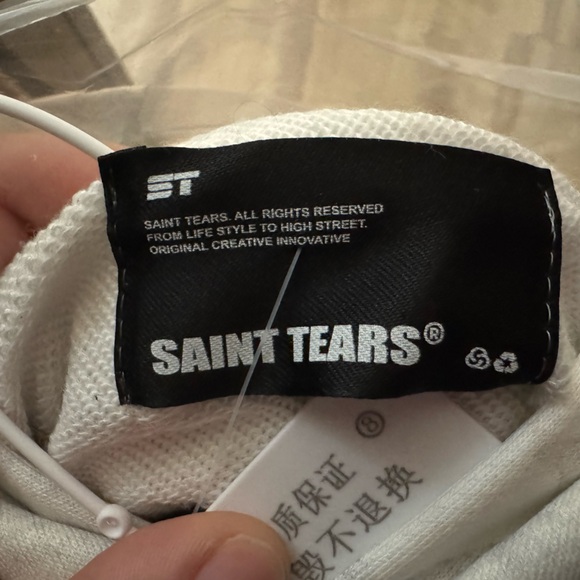 ST
SAINT TEARS. ALL RIGHTS RESERVED
FROM LIFE STYLE TO HIGH STREET.
ORIGINAL CREATIVE INNOVATIVE
SAINT TEARS®
®
质保证
毁不退换